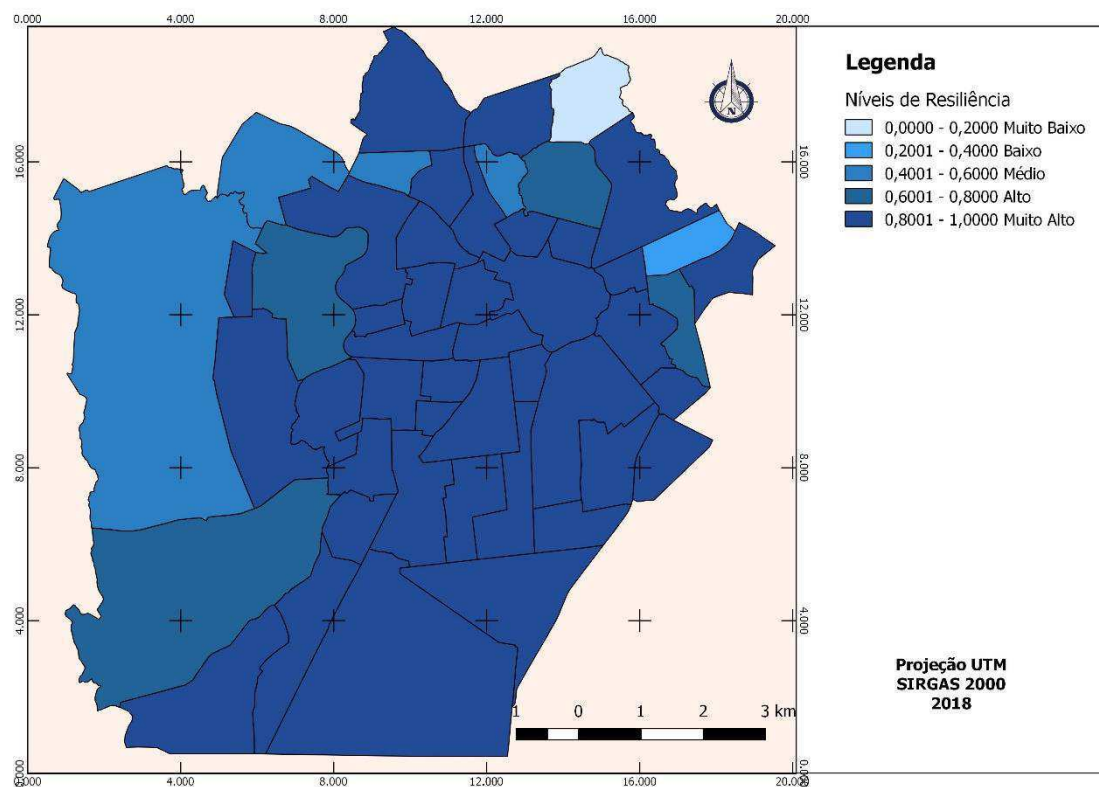 0.000 4.000 8.000 12.000 16.000 20.000
16.000 16.000
12.000 12.000
8.000 8.000
4.000 4.000
0.000 0.000
0.000 4.000 8.000 12.000 16.000 20.000
1 0 1 2 3 km
N
Legenda
Níveis de Resiliência
0,0000 - 0,2000 Muito Baixo
0,2001 - 0,4000 Baixo
0,4001 - 0,6000 Médio
0,6001 - 0,8000 Alto
0,8001 - 1,0000 Muito Alto
Projeção UTM
SIRGAS 2000
2018